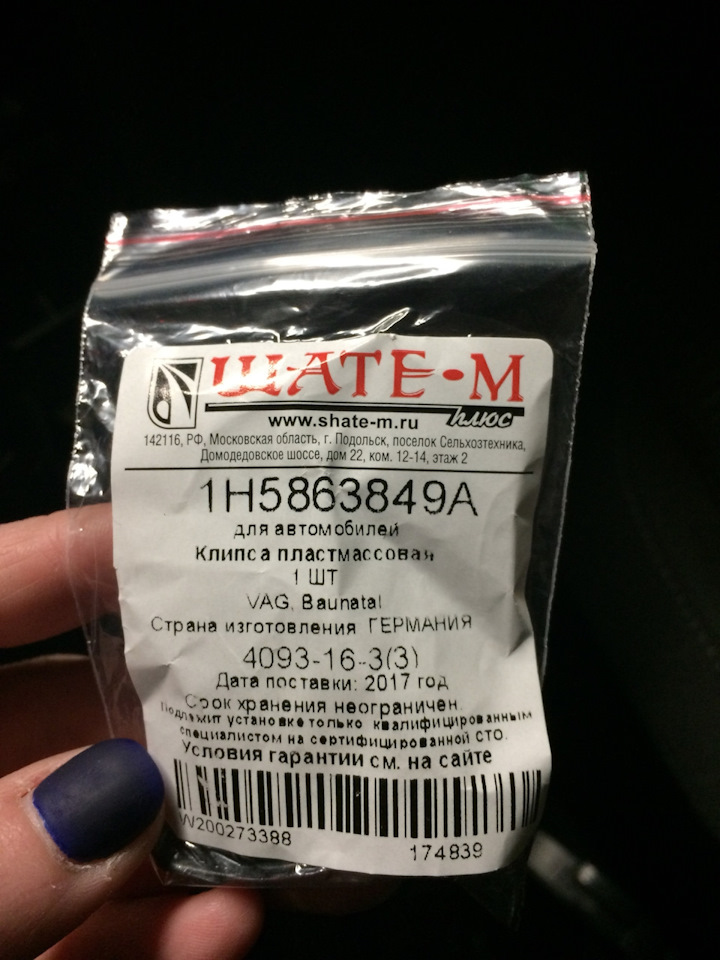 ШАТЕ-М
плюс
www.shate-m.ru
142116, РФ, Московская область, г. Подольск, поселок Сельхозтехника,
Домодедовское шоссе, дом 22, ком. 12-14, этаж 2
1H5863849A
для автомобилей
Клипса пластмассовая
1 ШТ
VAG, Baunatal
Страна изготовления ГЕРМАНИЯ
4093-16-3(3)
Дата поставки: 2017 год
Срок хранения неограничен.
Подлежит установке только квалифицированным
специалистом на сертифицированной СТО.
Условия гарантии см. на сайте
W200273388
174839